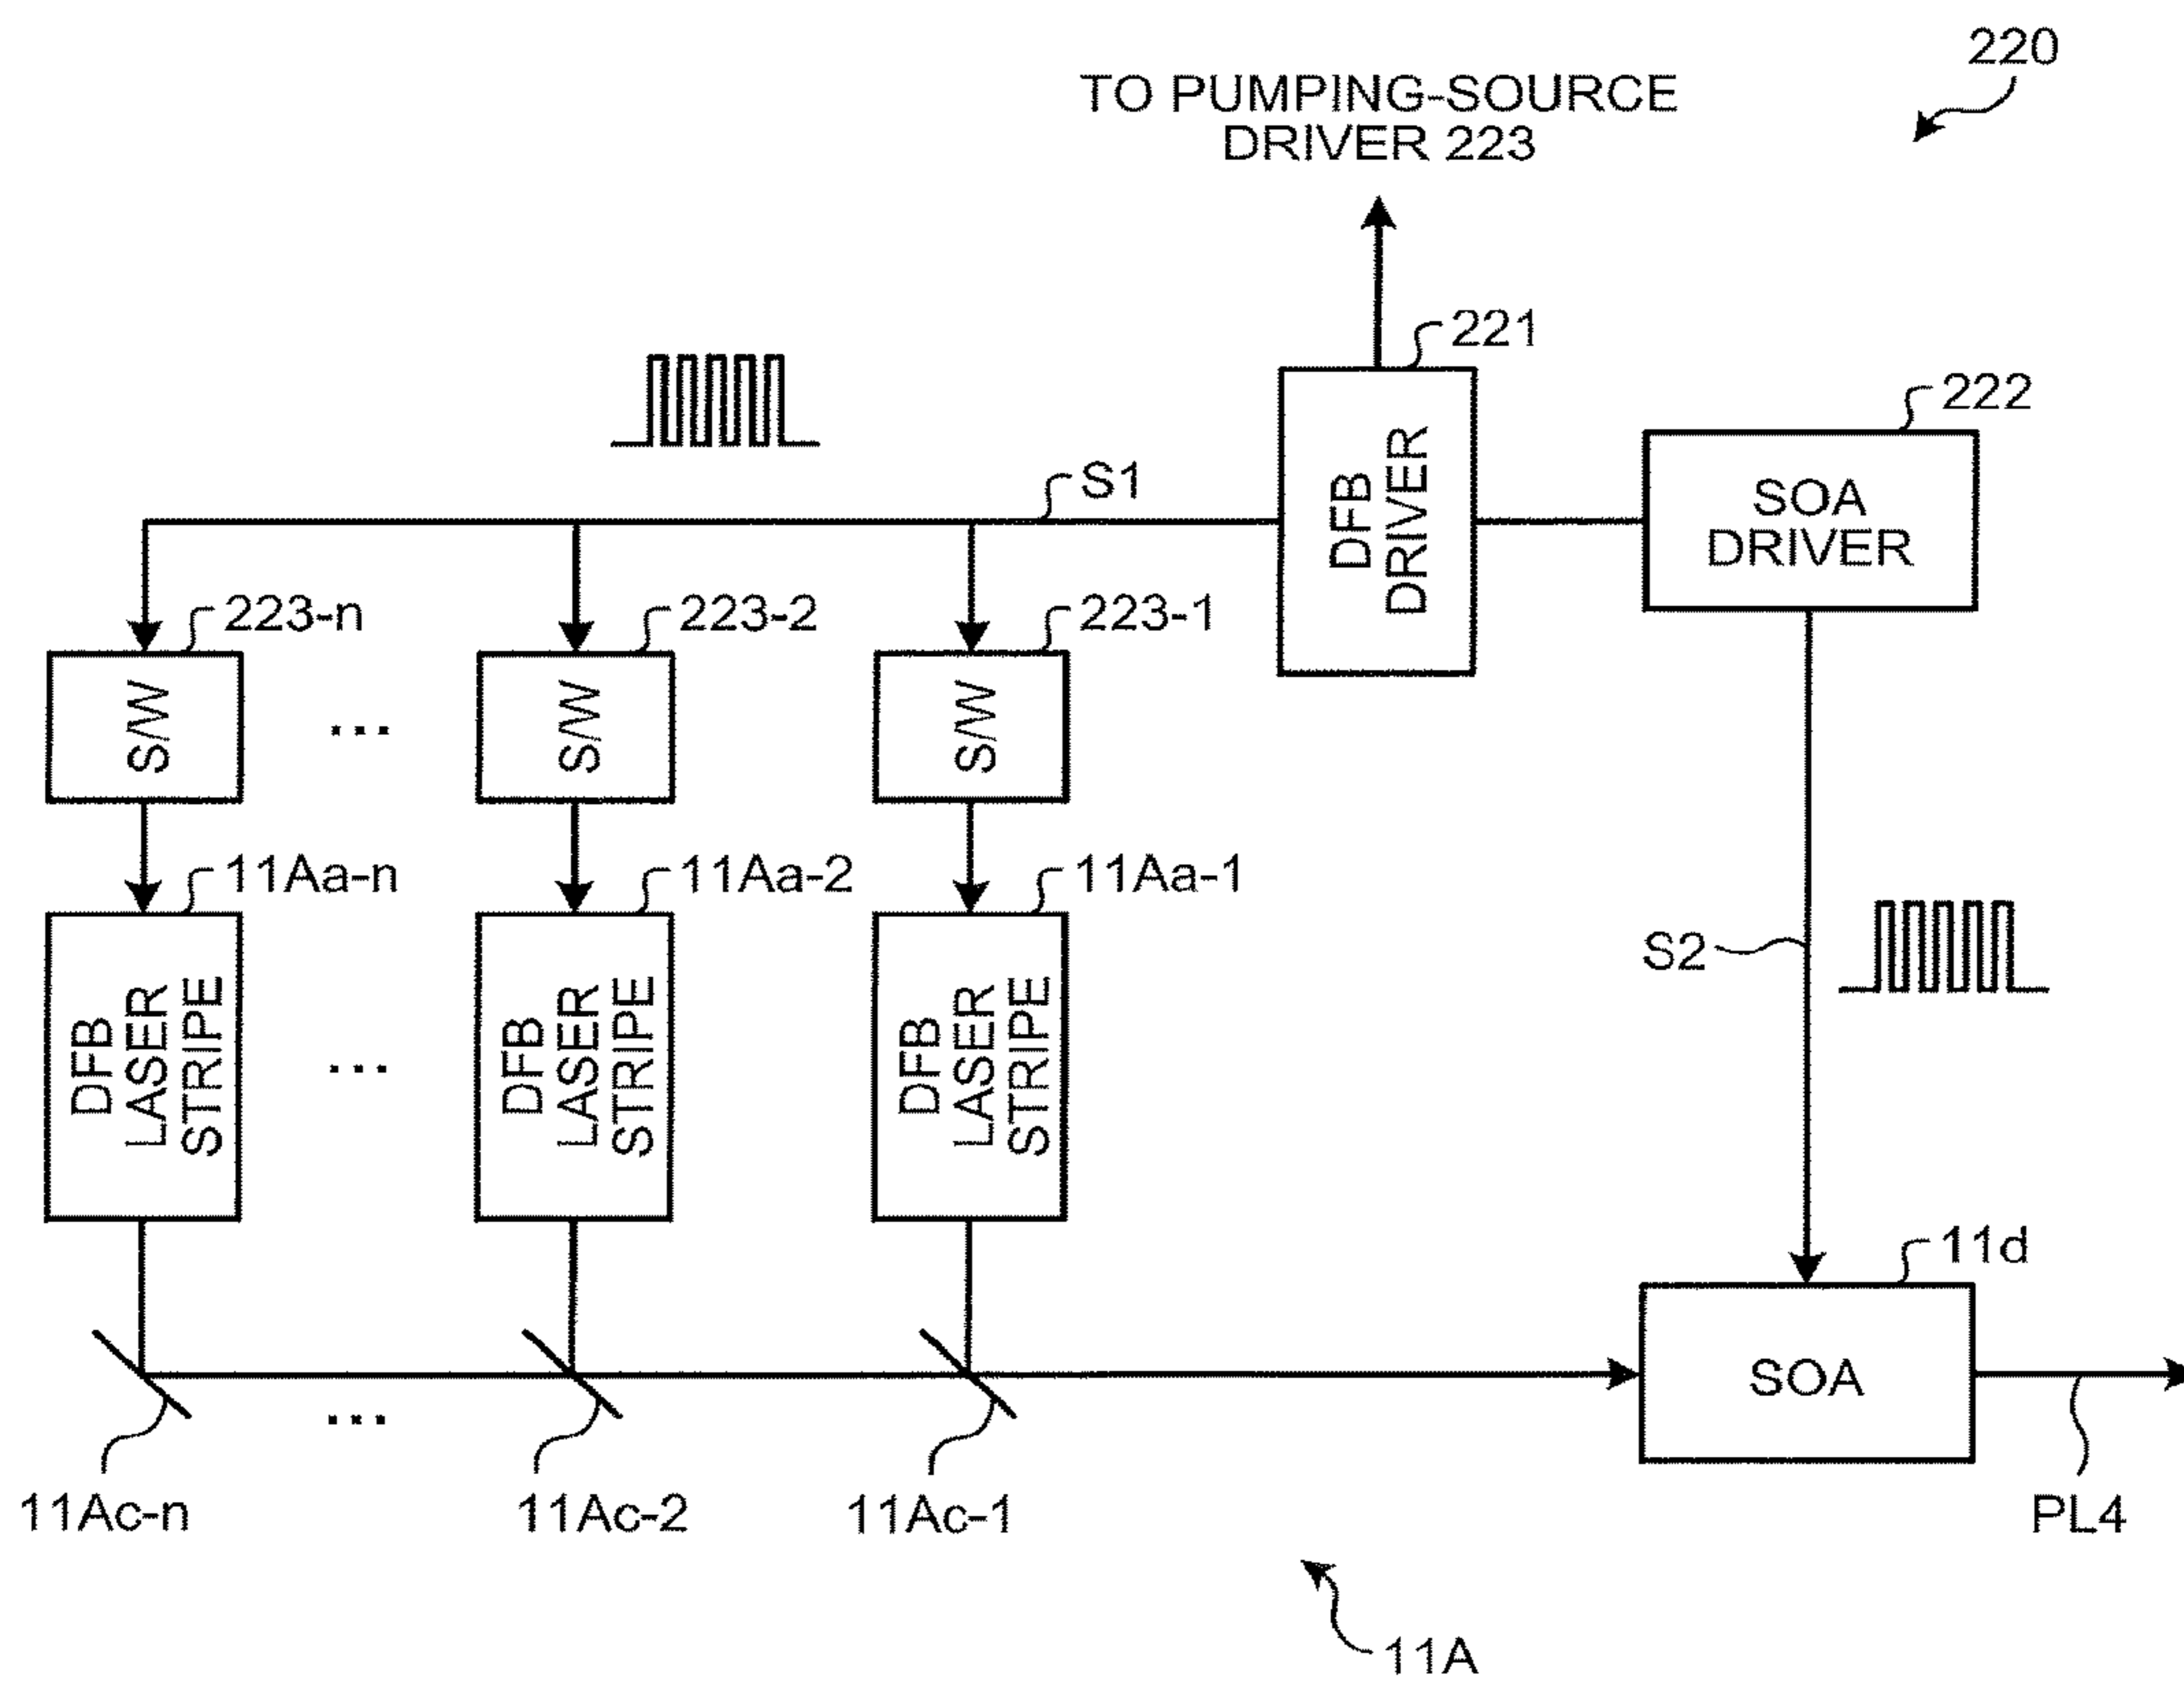 220
TO PUMPING-SOURCE
DRIVER 223
221
222
S1
DFB
DRIVER
SOA
DRIVER
223-n
223-2
223-1
S/W
...
S/W
S/W
11Aa-n
11Aa-2
11Aa-1
S2
DFB
LASER
STRIPE
...
DFB
LASER
STRIPE
DFB
LASER
STRIPE
11d
SOA
...
11Ac-n
11Ac-2
11Ac-1
PL4
11A